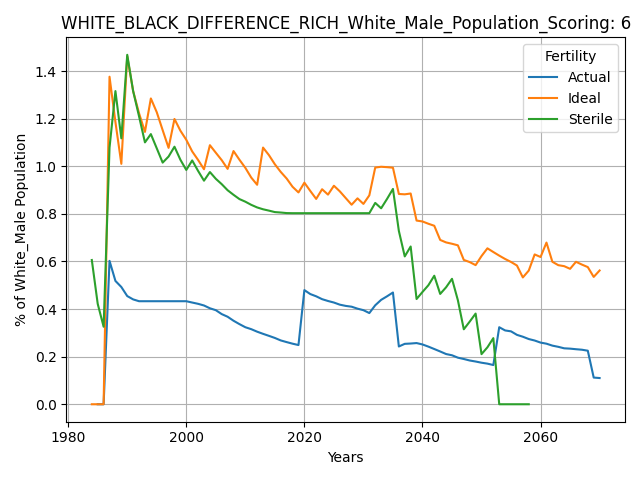 WHITE_BLACK_DIFFERENCE_RICH_White_Male_Population_Scoring: 6
Fertility
Actual
Ideal
Sterile
% of White_Male Population
1.4
1.2
1.0
0.8
0.6
0.4
0.2
0.0
1980
2000
2020
2040
2060
Years